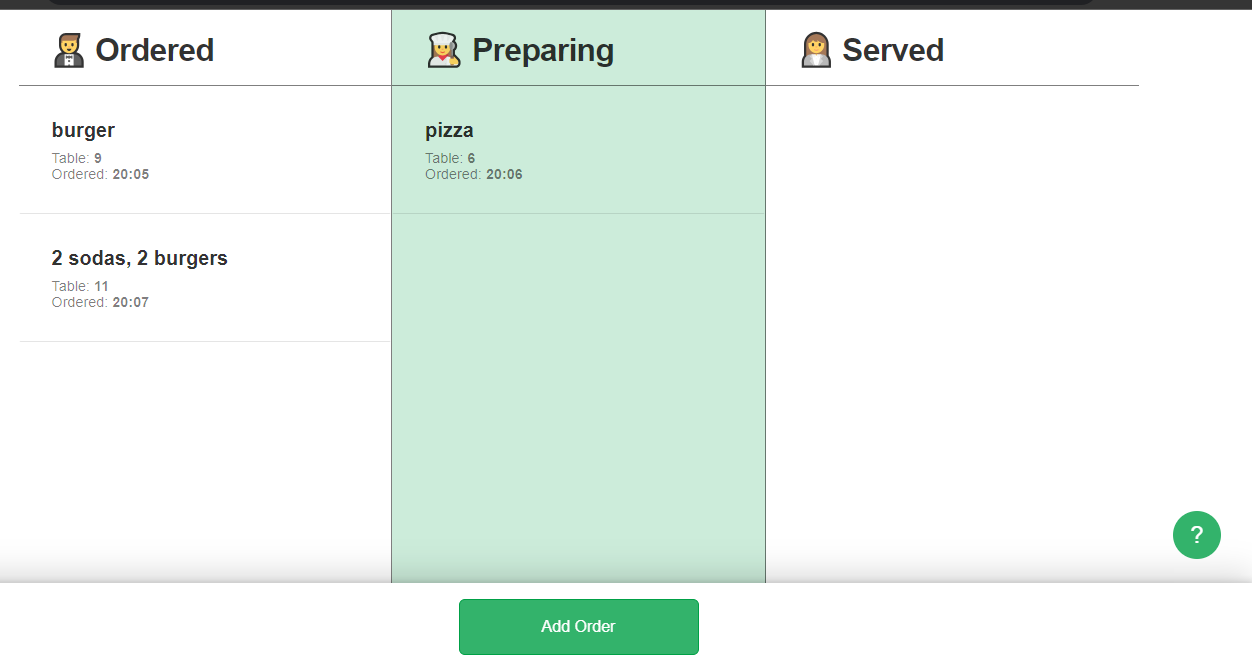 Ordered
burger
Table: 9
Ordered: 20:05
2 sodas, 2 burgers
Table: 11
Ordered: 20:07
Preparing
pizza
Table: 6
Ordered: 20:06
Served
?
Add Order